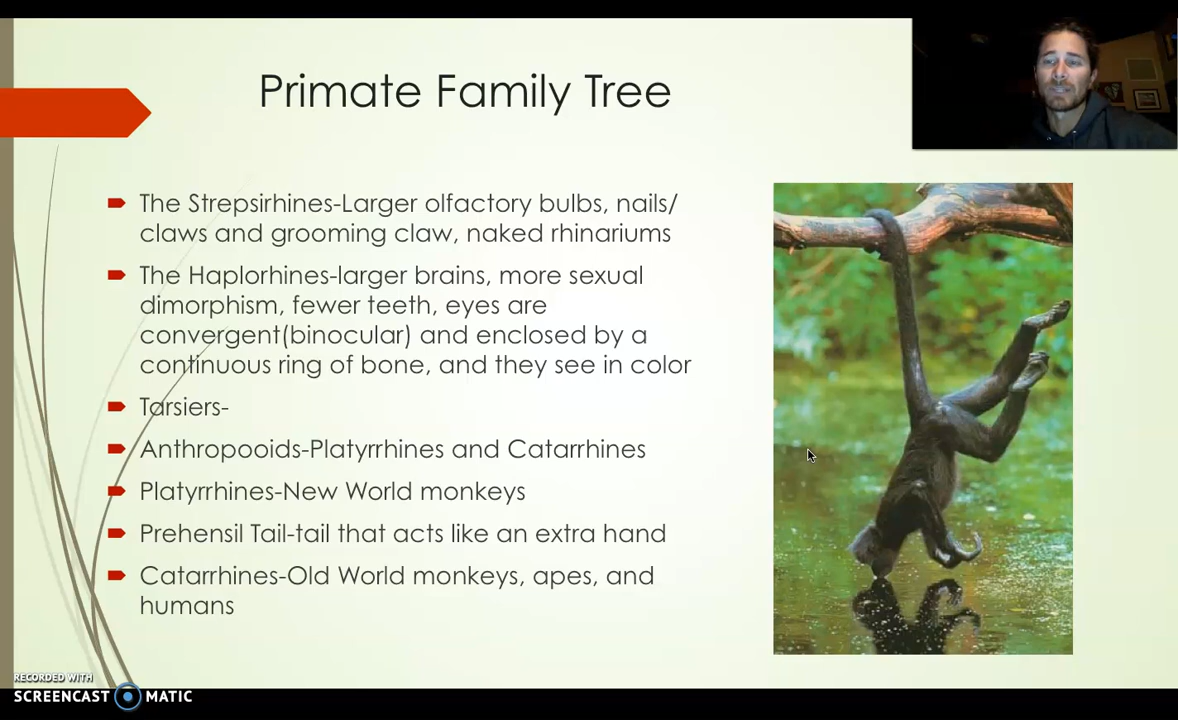 Primate Family Tree
The Strepsirhines-Larger olfactory bulbs, nails/
claws and grooming claw, naked rhinariums
The Haplorhines-larger brains, more sexual
dimorphism, fewer teeth, eyes are
convergent(binocular) and enclosed by a
continuous ring of bone, and they see in color
Tarsiers-
Anthropooids-Platyrrhines and Catarrhines
Platyrrhines-New World monkeys
Prehensil Tail-tail that acts like an extra hand
Catarrhines-Old World monkeys, apes, and
humans
RECORDED WITH
SCREENCAST MATIC